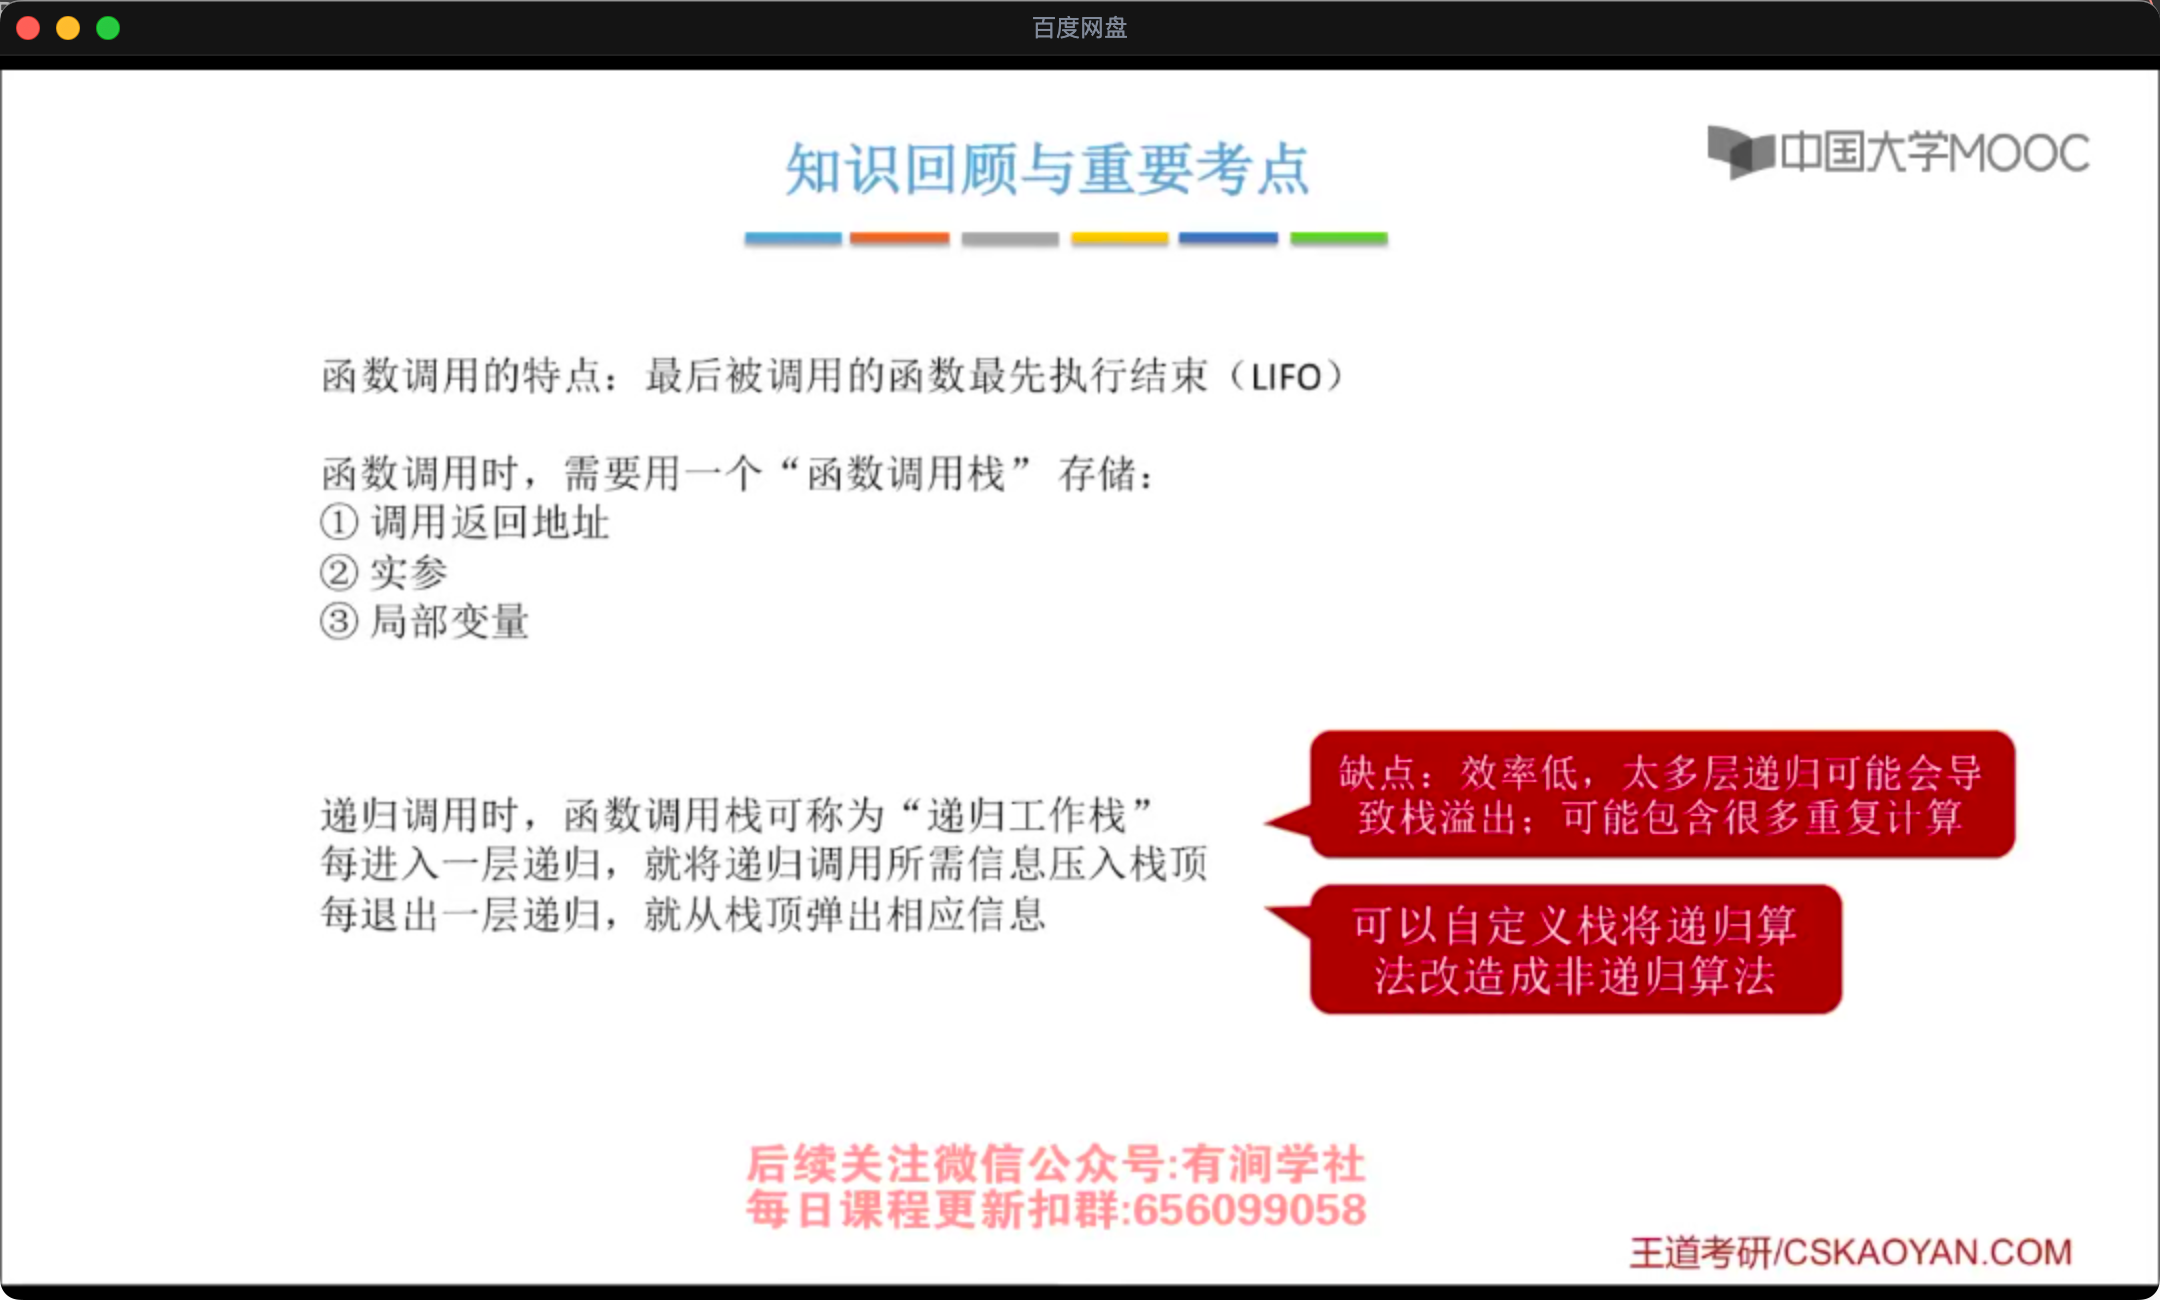 百度网盘
知识回顾与重要考点
中国大学MOOC
函数调用的特点：最后被调用的函数最先执行结束（LIFO）
函数调用时，需要用一个“函数调用栈” 存储：
① 调用返回地址
② 实参
③ 局部变量
缺点：效率低，太多层递归可能会导
致栈溢出；可能包含很多重复计算
递归调用时，函数调用栈可称为“递归工作栈”
每进入一层递归，就将递归调用所需信息压入栈顶
每退出一层递归，就从栈顶弹出相应信息
可以自定义栈将递归算
法改造成非递归算法
后续关注微信公众号:有涧学社
每日课程更新扣群:656099058
王道考研/CSKAOYAN.COM